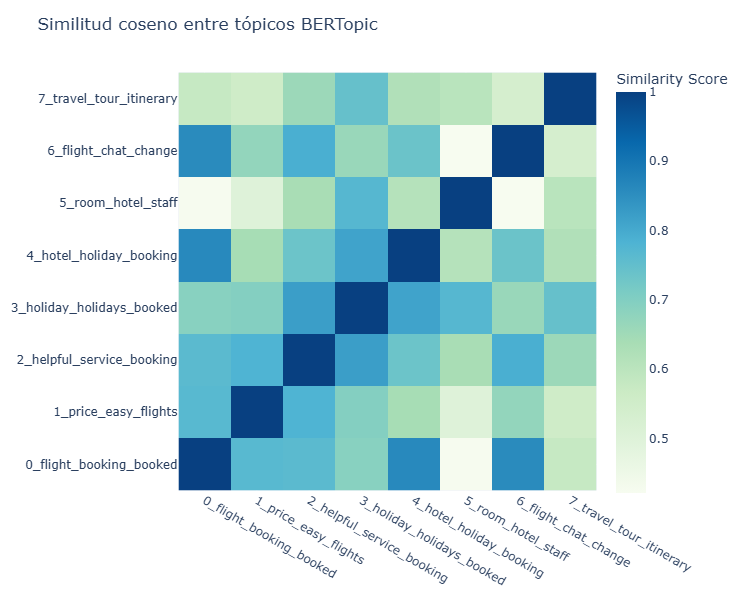 Similitud coseno entre tópicos BERTopic
Similarity Score
7_travel_tour_itinerary
6_flight_chat_change
5_room_hotel_staff
4_hotel_holiday_booking
3_holiday_holidays_booked
2_helpful_service_booking
1_price_easy_flights
0_flight_booking_booked
1
0.9
0.8
0.7
0.6
0.5
0_flight_booking_booked
1_price_easy_flights
2_helpful_service_booking
3_holiday_holidays_booked
4_hotel_holiday_booking
5_room_hotel_staff
6_flight_chat_change
7_travel_tour_itinerary